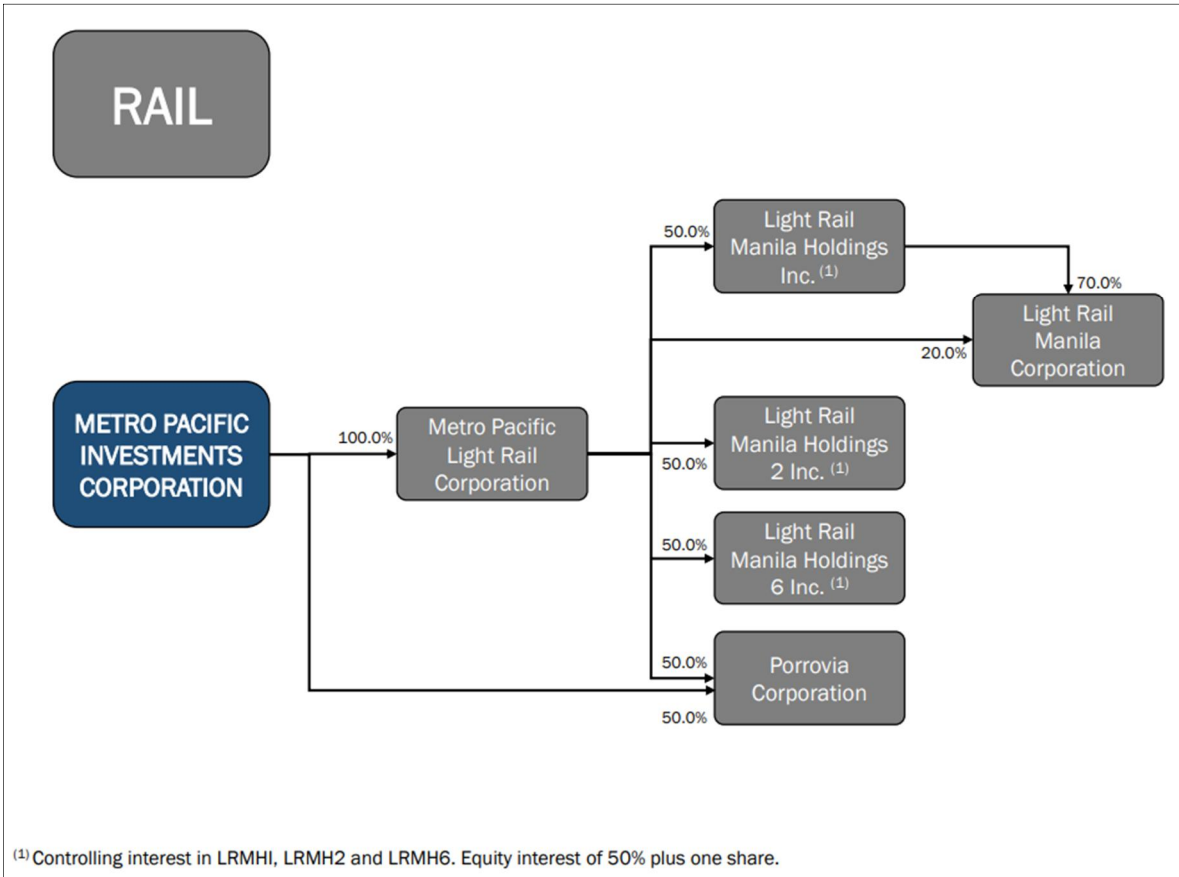 RAIL
50.0%
Light Rail
Manila Holdings
Inc. (1)
70.0%
Light Rail
Manila
Corporation
20.0%
METRO PACIFIC
INVESTMENTS
CORPORATION
100.0%
Metro Pacific
Light Rail
Corporation
Light Rail
Manila Holdings
2 Inc. (1)
50.0%
Light Rail
Manila Holdings
6 Inc. (1)
50.0%
50.0%
Porrovia
Corporation
50.0%
(1) Controlling interest in LRMHI, LRMH2 and LRMH6. Equity interest of 50% plus one share.